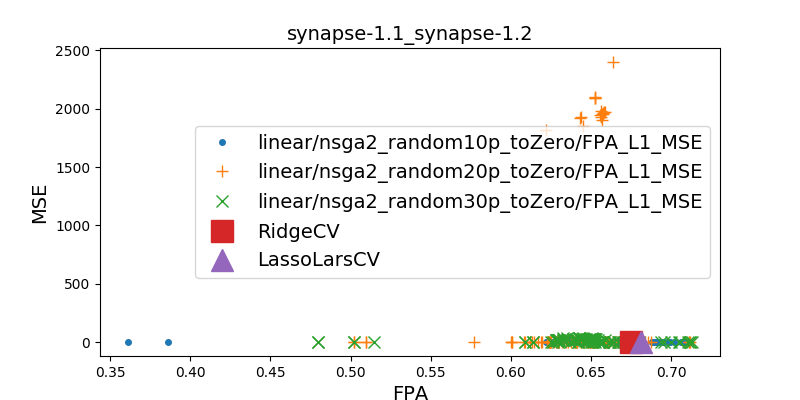 synapse-1.1_synapse-1.2
2500
2000
1500
1000
500
0
MSE
linear/nsga2_random10p_toZero/FPA_L1_MSE
linear/nsga2_random20p_toZero/FPA_L1_MSE
linear/nsga2_random30p_toZero/FPA_L1_MSE
RidgeCV
LassoLarsCV
0.35 0.40 0.45 0.50 0.55 0.60 0.65 0.70
FPA